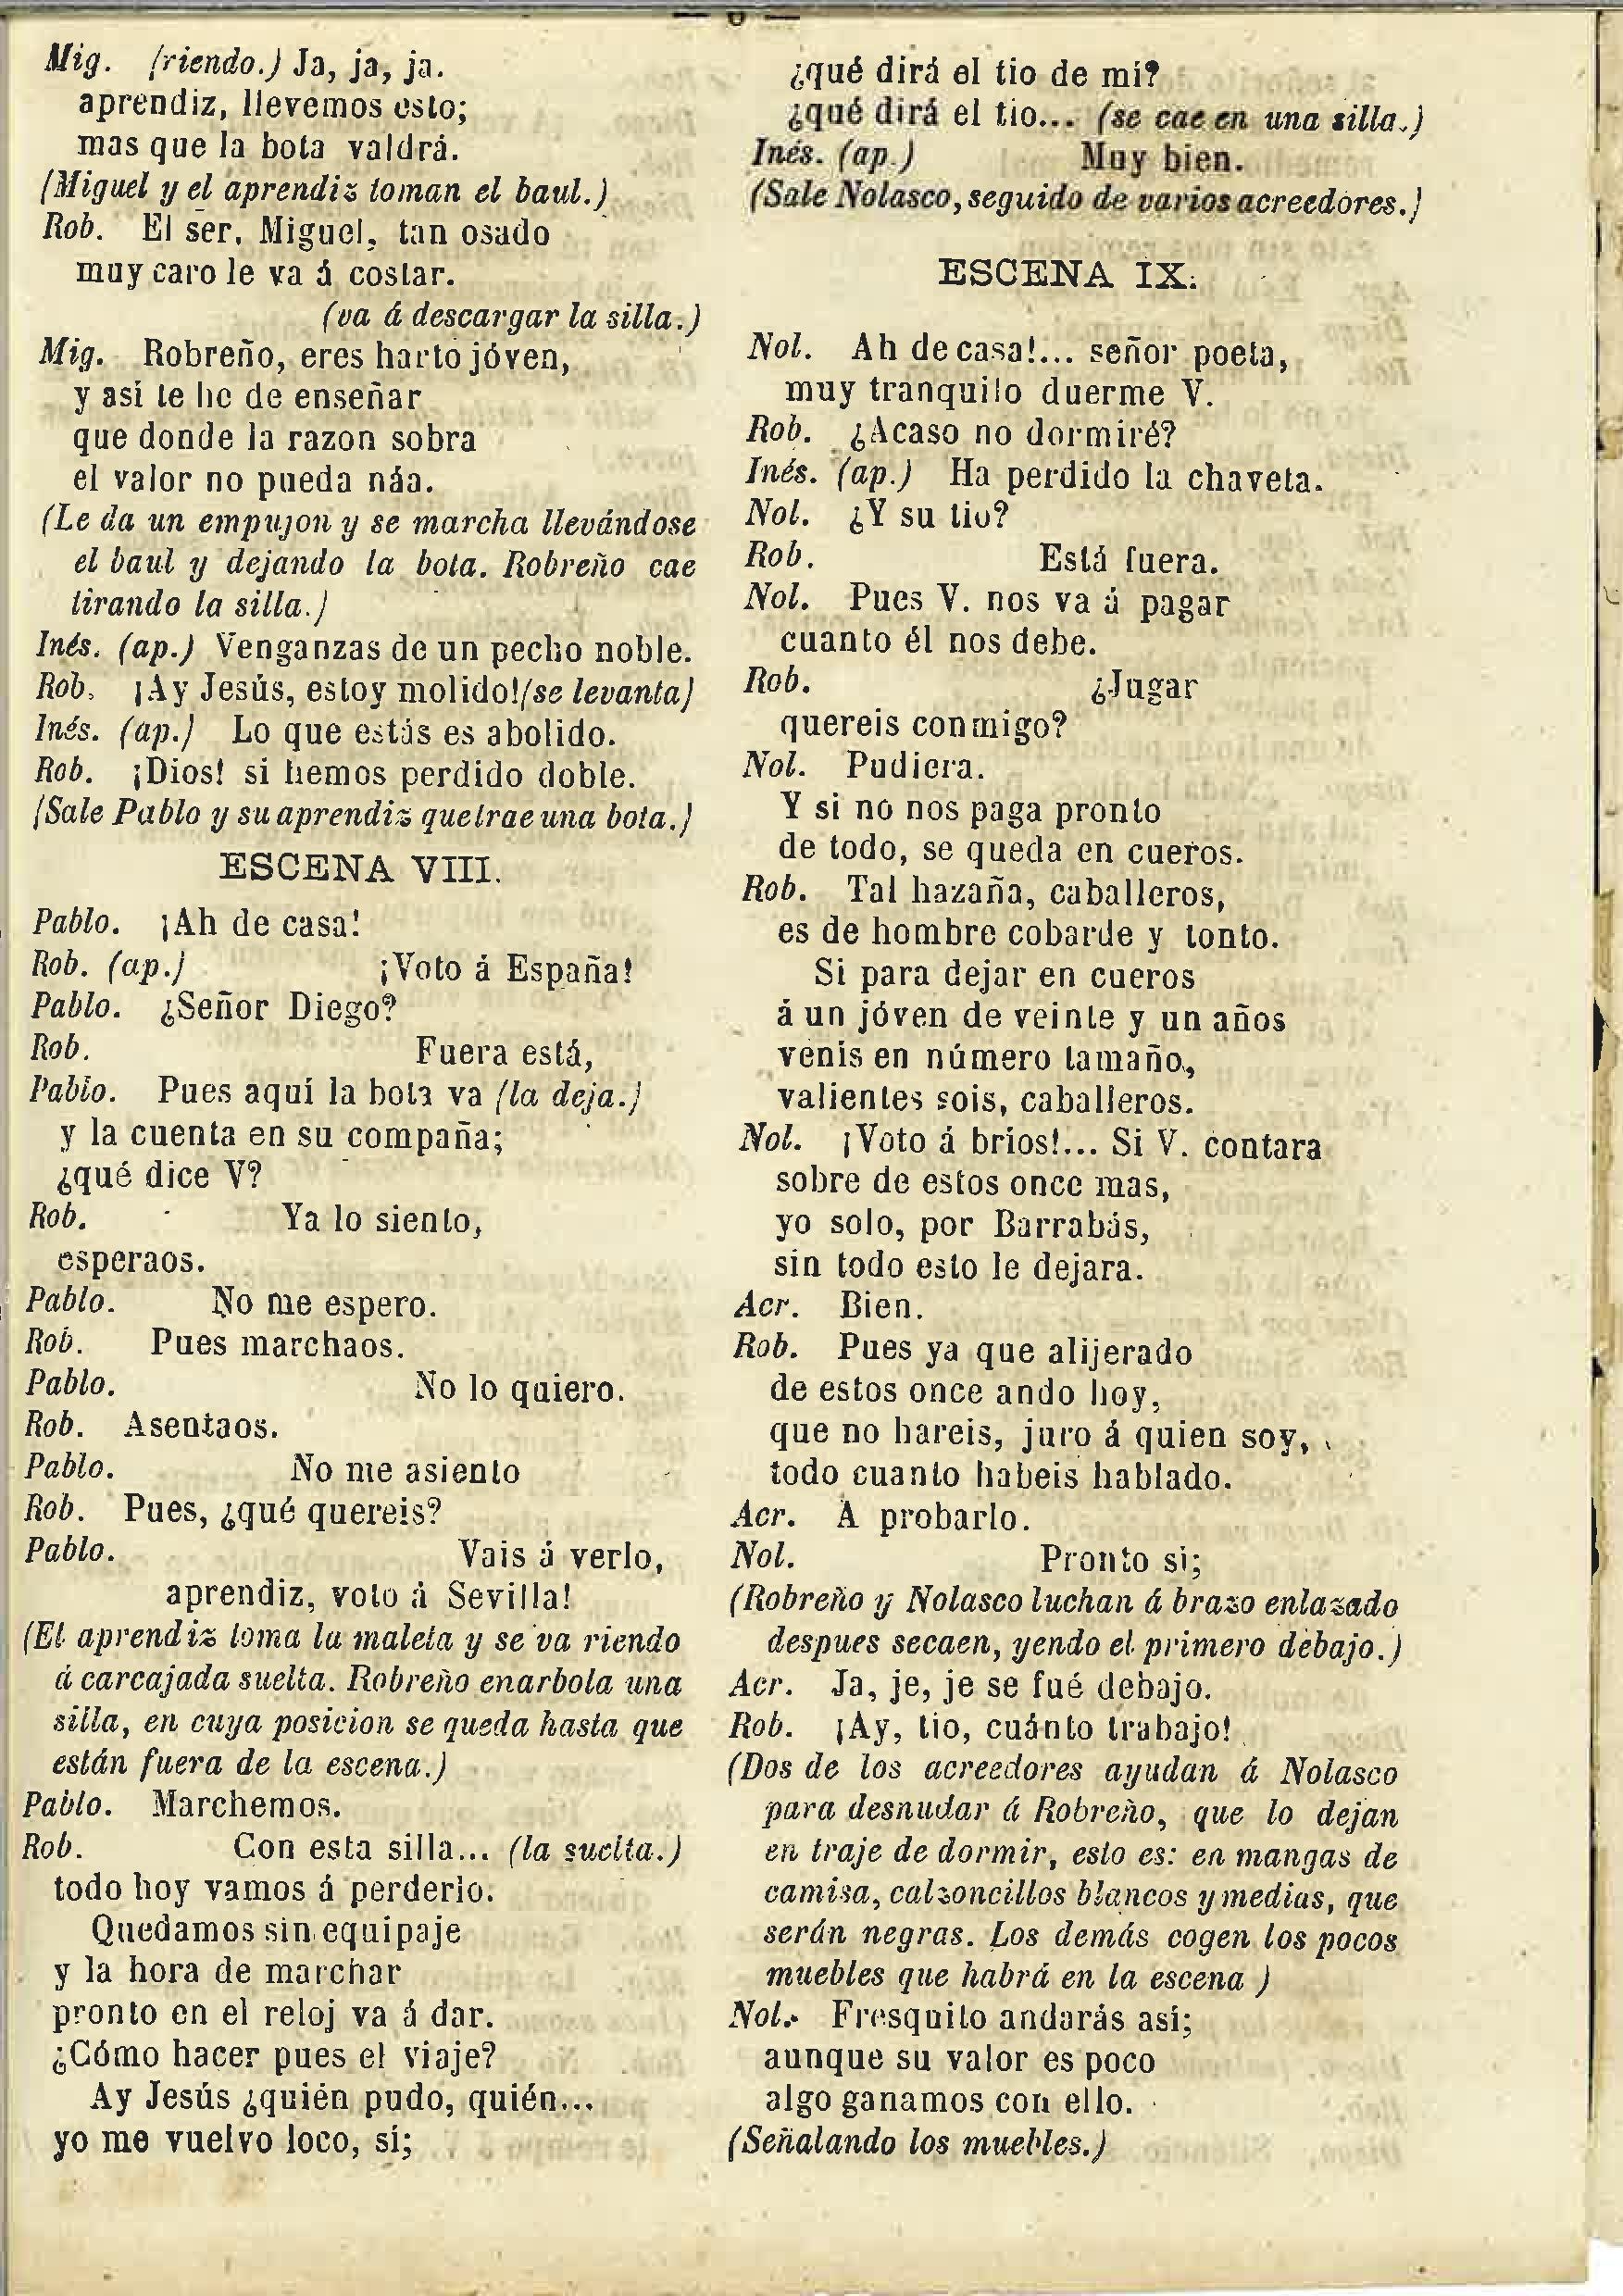 — 6 —
Mig. (riendo.) Ja, ja, ja.
aprendiz, llevemos esto;
mas que la bota valdrá.
(Miguel y el aprendiz toman el baul.)
Rob. El ser, Miguel, tan osado
muy caro le va á costar.
(va á descargar la silla.)
Mig. Robreño, eres harto jóven,
y así te he de enseñar
que donde la razon sobra
el valor no pueda náa.
(Le da un empujon y se marcha llevándose
el baul y dejando la bota. Robreño cae
tirando la silla.)
Inés. (ap.) Venganzas de un pecho noble.
Rob. ¡Ay Jesús, estoy molido! (se levanta)
Inés. (ap.) Lo que estás es abolido.
Rob. ¡Dios! si hemos perdido doble.
(Sale Pablo y su aprendiz que trae una bota.)
ESCENA VIII.
Pablo. ¡Ah de casa!
Rob. (ap.) ¡Voto á España!
Pablo. ¿Señor Diego?
Rob. Fuera está,
Pablo. Pues aquí la bota va (la deja.)
y la cuenta en su compaña;
¿qué dice V?
Rob. Ya lo siento,
esperaos.
Pablo. No me espero.
Rob. Pues marchaos.
Pablo. No lo quiero.
Rob. Asentaos.
Pablo. No me asiento
Rob. Pues, ¿qué quereis?
Pablo. Vais á verlo,
aprendiz, voto á Sevilla!
(El aprendiz toma la maleta y se va riendo
á carcajada suelta. Robreño enarbola una
silla, en cuya posicion se queda hasta que
están fuera de la escena.)
Pablo. Marchemos.
Rob. Con esta silla... (la suelta.)
todo hoy vamos á perderlo.
Quedamos sin equipaje
y la hora de marchar
pronto en el reloj va á dar.
¿Cómo hacer pues el viaje?
Ay Jesús ¿quién pudo, quién...
yo me vuelvo loco, sí;
¿qué dirá el tio de mí?
¿qué dirá el tio... (se cae en una silla.)
Inés. (ap.) Muy bien.
(Sale Nolasco, seguido de varios acreedores.)
ESCENA IX.
Nol. Ah de casa!... señor poeta,
muy tranquilo duerme V.
Rob. ¿Acaso no dormiré?
Inés. (ap.) Ha perdido la chaveta.
Nol. ¿Y su tio?
Rob. Está fuera.
Nol. Pues V. nos va á pagar
cuanto él nos debe.
Rob. ¿Jugar
quereis conmigo?
Nol. Pudiera.
Y si no nos paga pronto
de todo, se queda en cueros.
Rob. Tal hazaña, caballeros,
es de hombre cobarde y tonto.
Si para dejar en cueros
á un jóven de veinte y un años
venis en número tamaño,
valientes sois, caballeros.
Nol. ¡Voto á brios!... Si V. contara
sobre de estos once mas,
yo solo, por Barrabás,
sin todo esto le dejara.
Acr. Bien.
Rob. Pues ya que alijerado
de estos once ando hoy,
que no hareis, juro á quien soy,
todo cuanto habeis hablado.
Acr. A probarlo.
Nol. Pronto si;
(Robreño y Nolasco luchan á brazo enlazado
despues se caen, yendo el primero debajo.)
Acr. Ja, je, je se fué debajo.
Rob. ¡Ay, tio, cuánto trabajo!
(Dos de los acreedores ayudan á Nolasco
para desnudar á Robreño, que lo dejan
en traje de dormir, esto es: en mangas de
camisa, calzoncillos blancos y medias, que
serán negras. Los demás cogen los pocos
muebles que habrá en la escena )
Nol. Fresquito andarás así;
aunque su valor es poco
algo ganamos con ello.
(Señalando los muebles.)